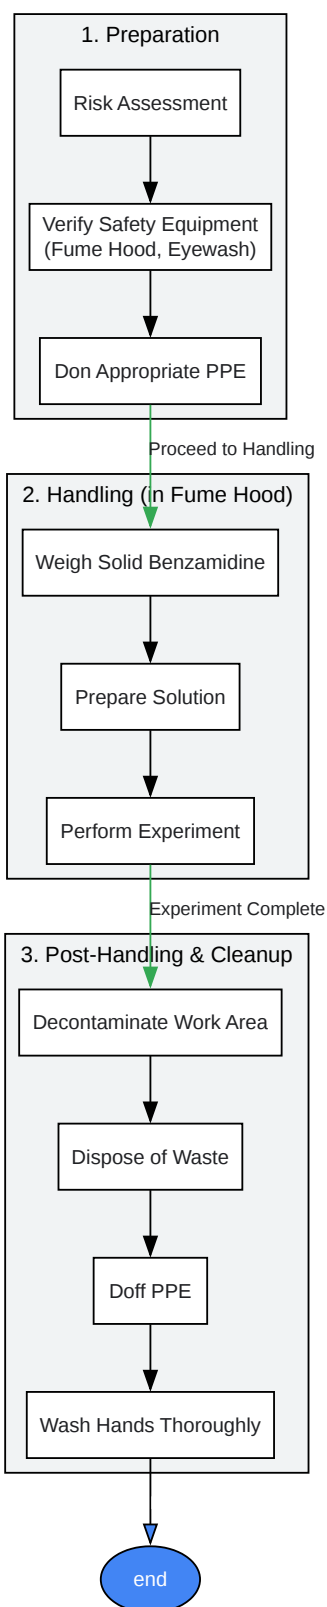 1. Preparation
Risk Assessment
Verify Safety Equipment
(Fume Hood, Eyewash)
Don Appropriate PPE
Proceed to Handling
2. Handling (in Fume Hood)
Weigh Solid Benzamidine
Prepare Solution
Perform Experiment
Experiment Complete
3. Post-Handling & Cleanup
Decontaminate Work Area
Dispose of Waste
Doff PPE
Wash Hands Thoroughly
end